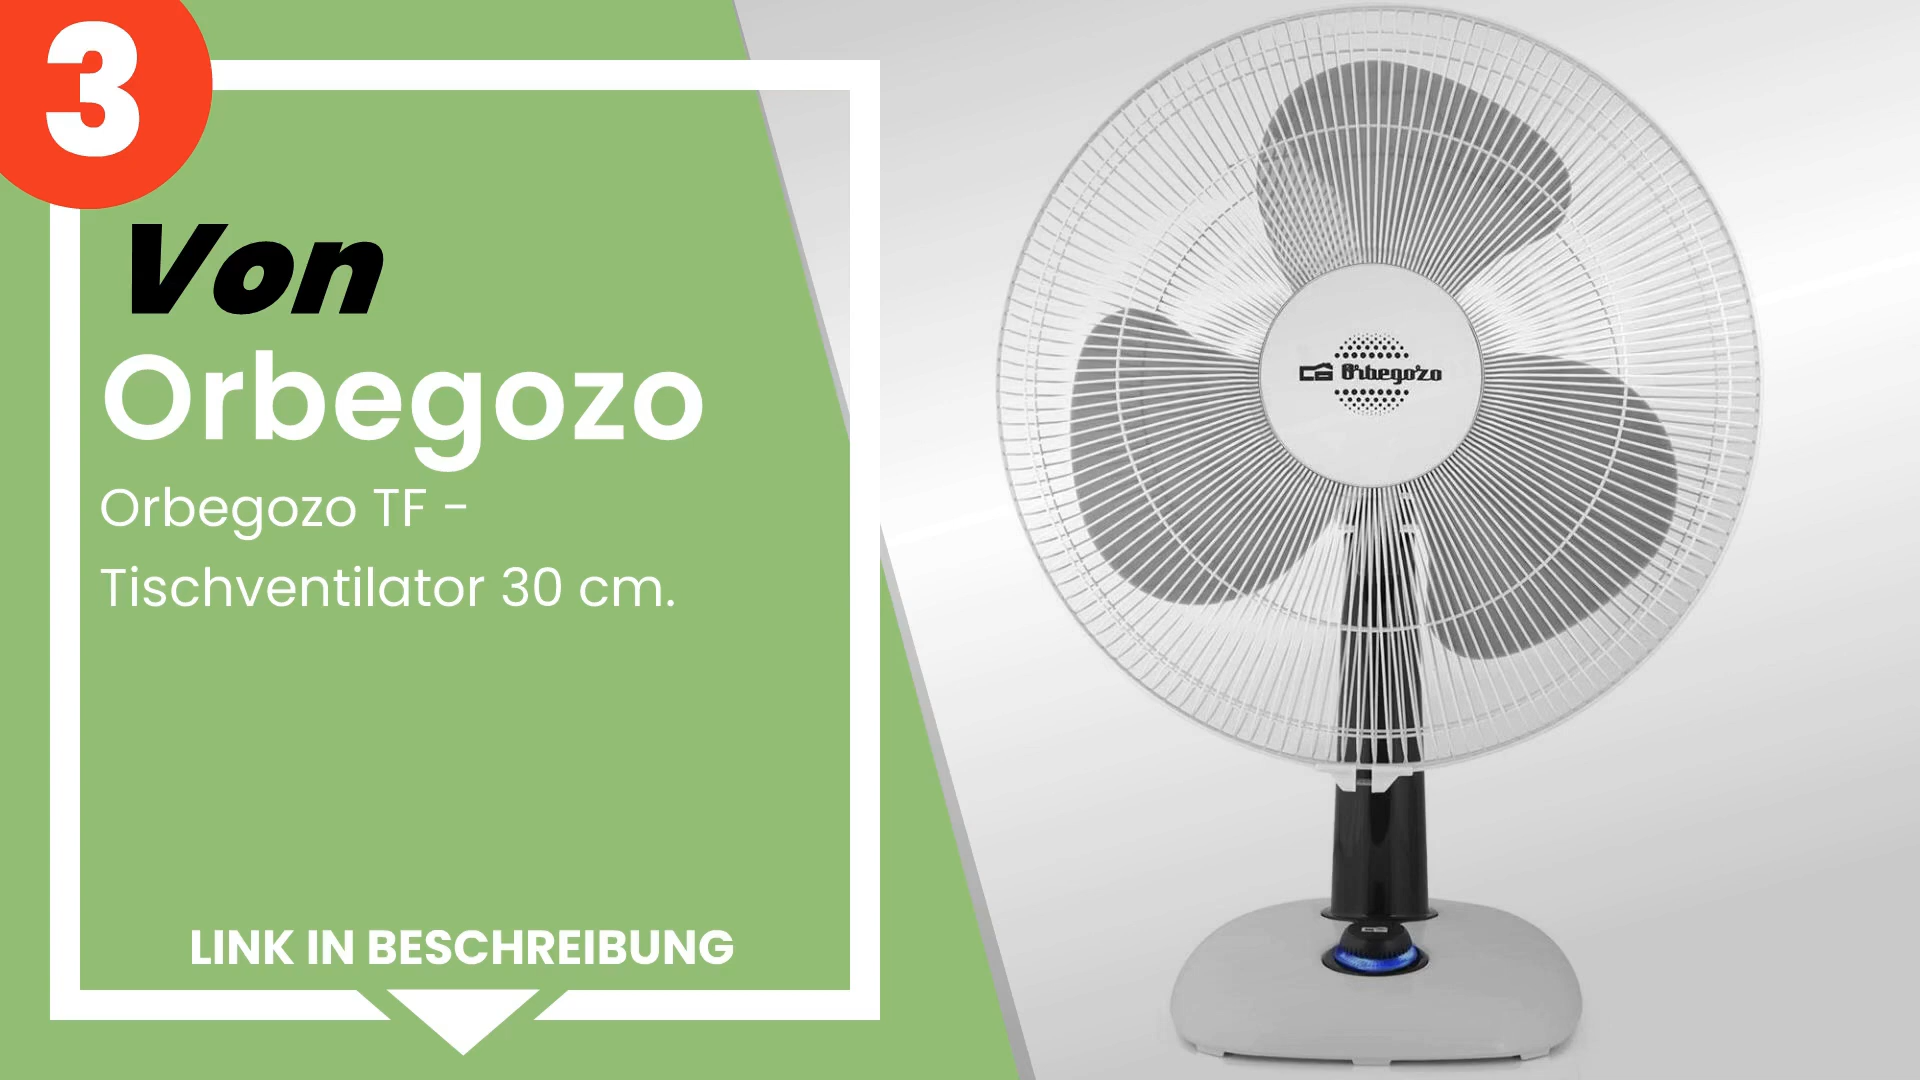 3
Von
Orbegozo
Orbegozo TF -
Tischventilator 30 cm.
LINK IN BESCHREIBUNG
Orbegozo